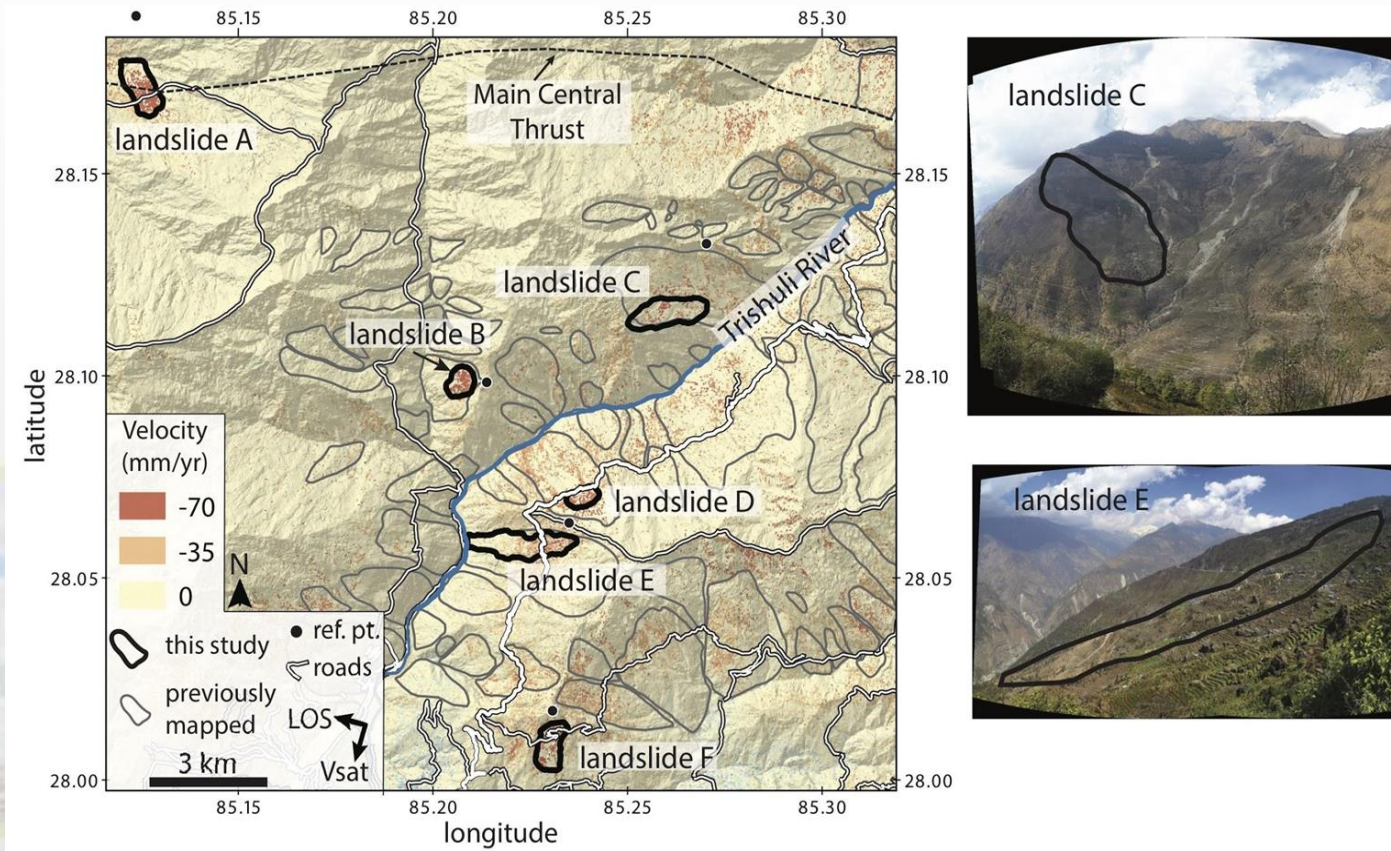 85.15 85.20 85.25 85.30
Main Central
Thrust
landslide A
28.15 28.15
Trishuli River
landslide C
landslide B
28.10 28.10
latitude
landslide D
landslide E
28.05 28.05
landslide F
28.00 28.00
Velocity
(mm/yr)
-70
-35
0
N
this study
ref. pt.
roads
previously
mapped
LOS
Vsat
3 km
85.15 85.20 85.25 85.30
longitude
landslide C
landslide E